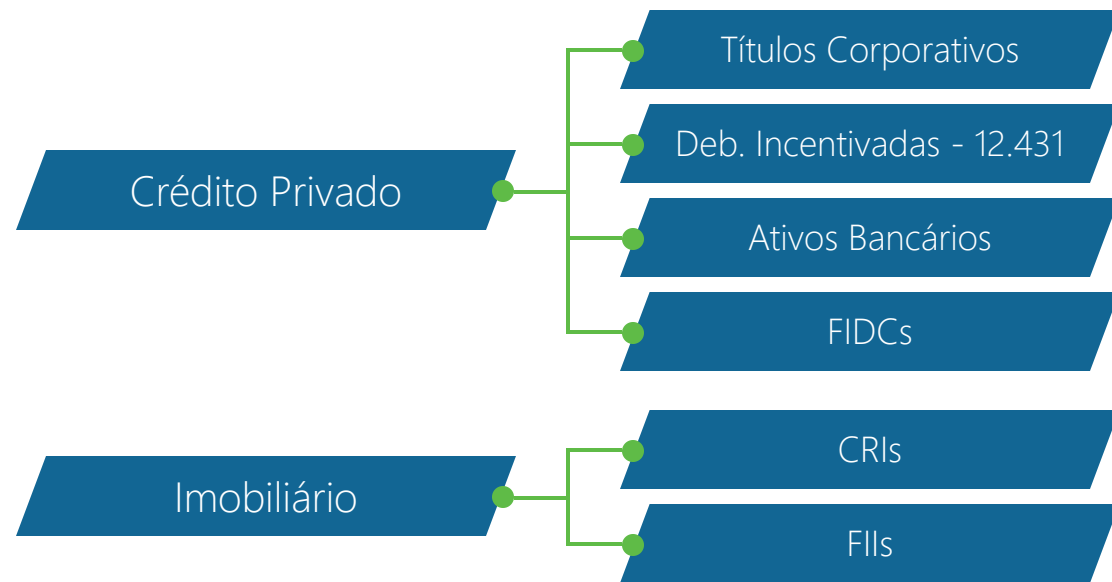 Crédito Privado
Títulos Corporativos
Deb. Incentivadas - 12.431
Ativos Bancários
FIDCs
Imobiliário
CRIs
FIIs